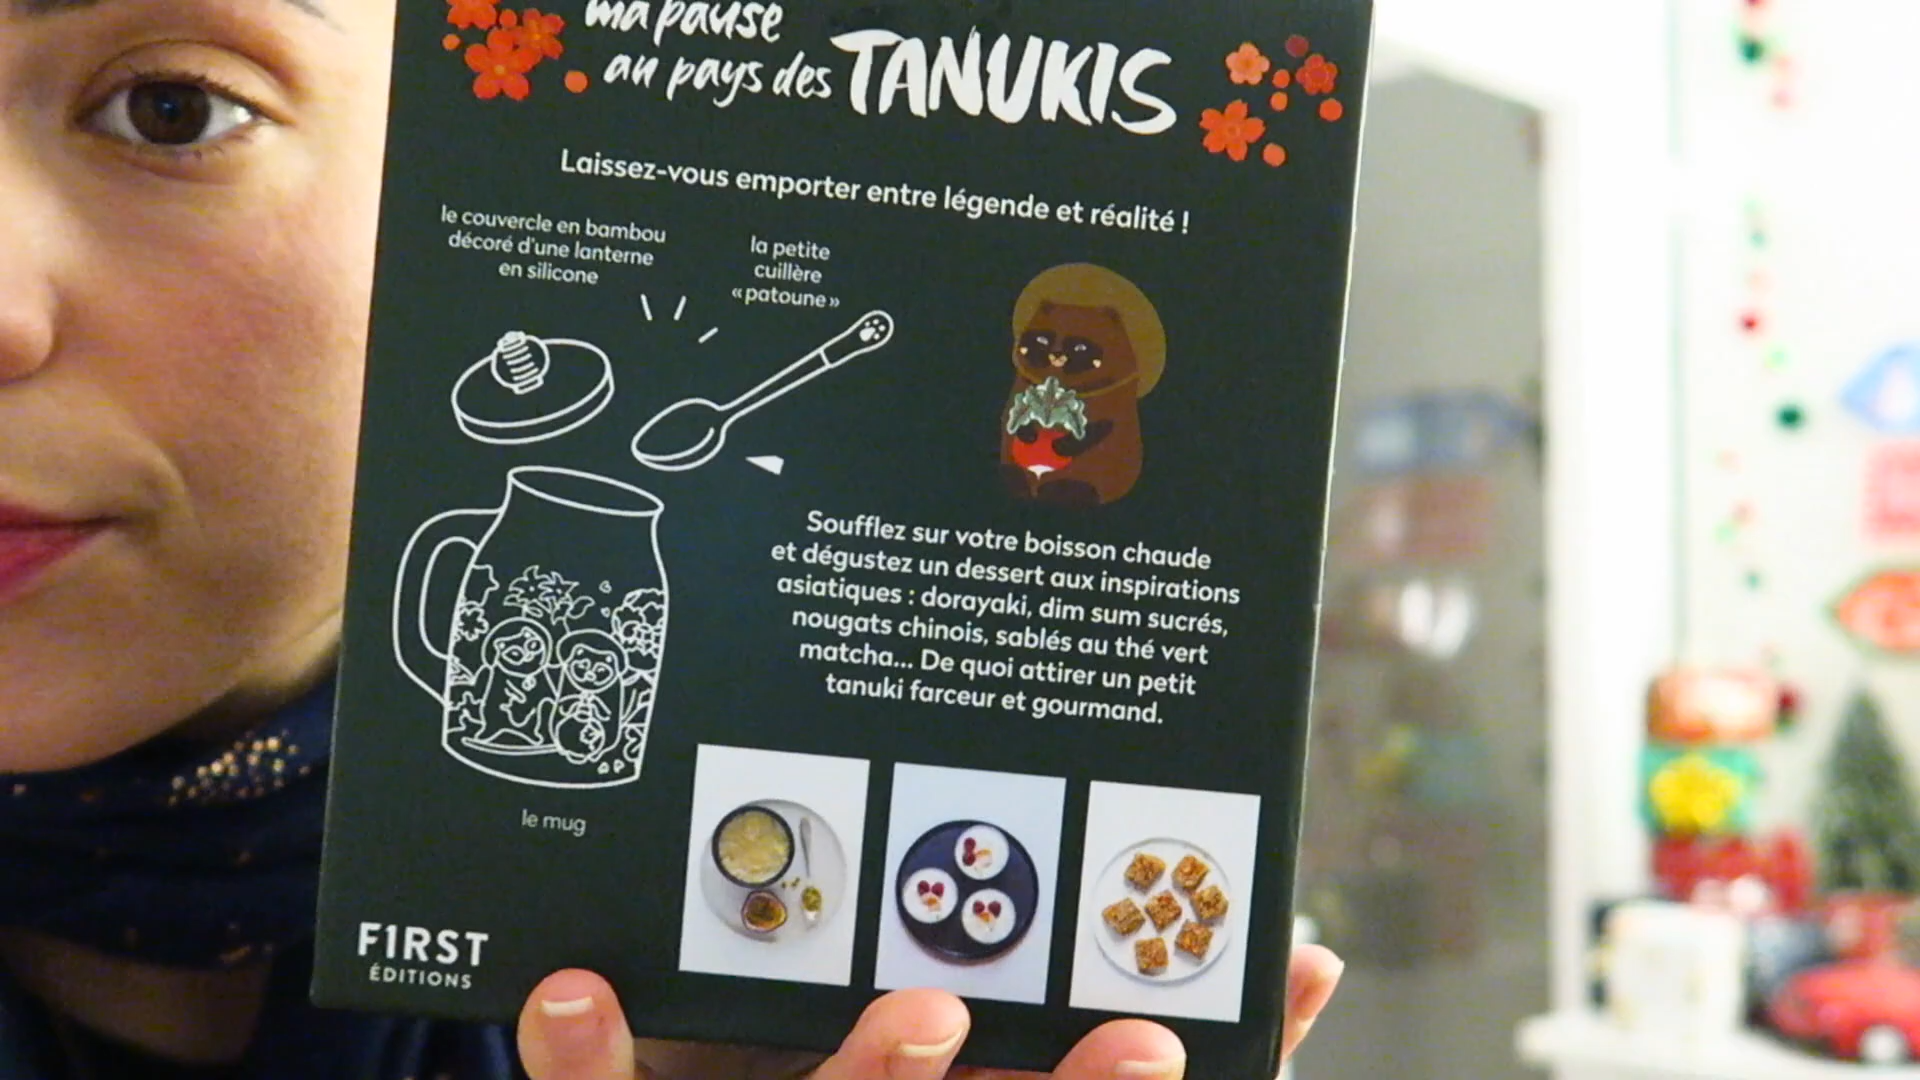 ma pause
au pays des TANUKIS
Laissez-vous emporter entre légende et réalité !
le couvercle en bambou
décoré d'une lanterne
en silicone
la petite
cuillère
«patoune»
Soufflez sur votre boisson chaude
et dégustez un dessert aux inspirations
asiatiques : dorayaki, dim sum sucrés,
nougats chinois, sablés au thé vert
matcha... De quoi attirer un petit
tanuki farceur et gourmand.
le mug
F1RST
ÉDITIONS